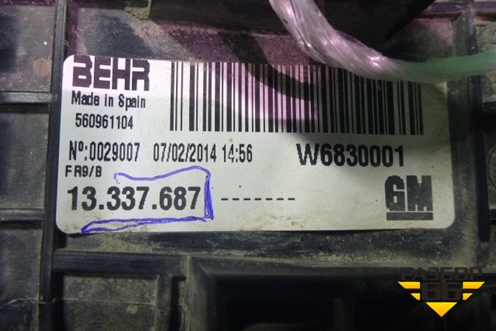 BEHR
Made in Spain
560961104
Nº:0029007 07/02/2014 14:56 W6830001
FR9/B
13.337.687 -------
GM